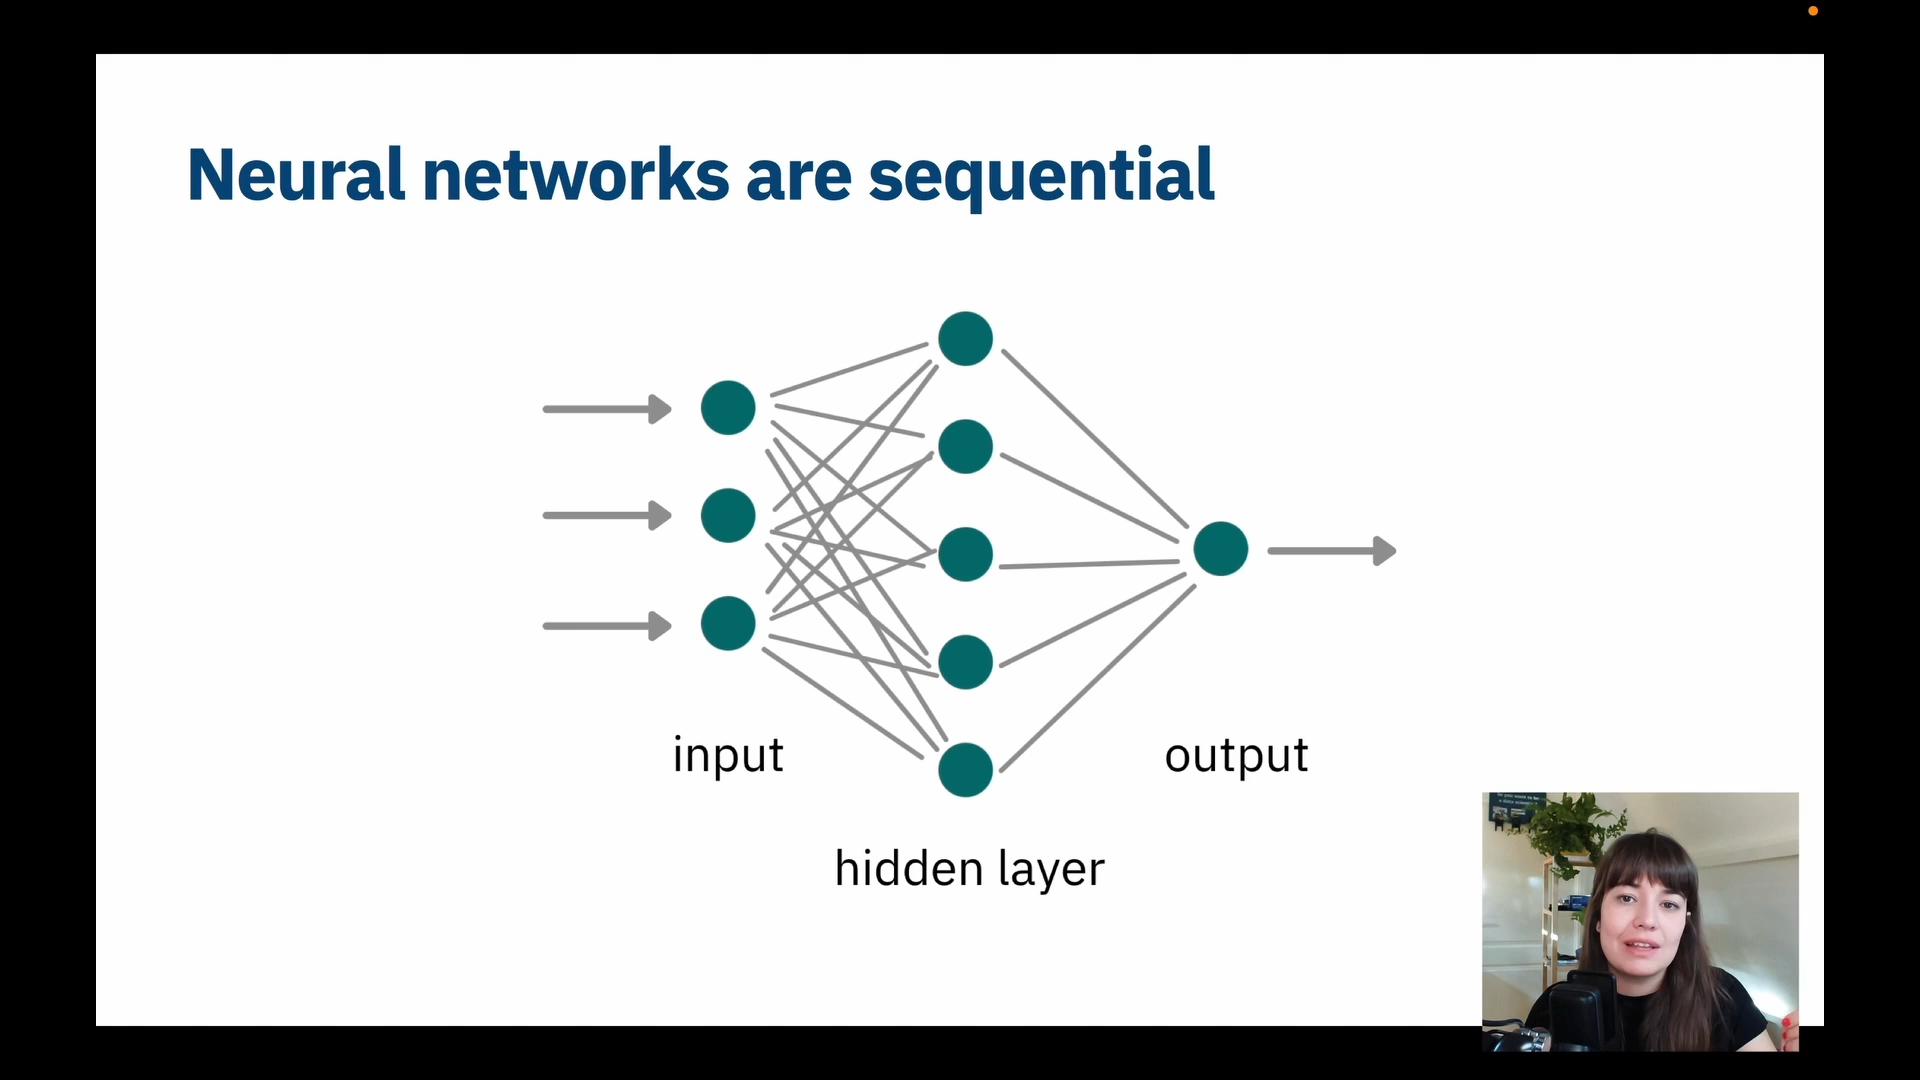 Neural networks are sequential
input
output
hidden layer